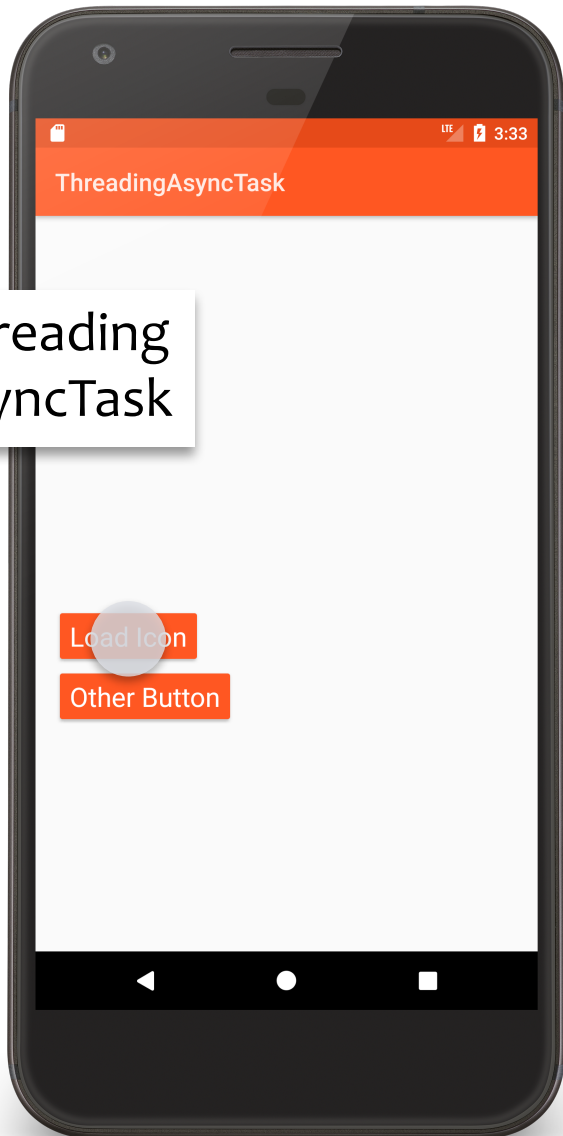 LTE 3:33
ThreadingAsyncTask
reading
yncTask
Load Icon
Other Button